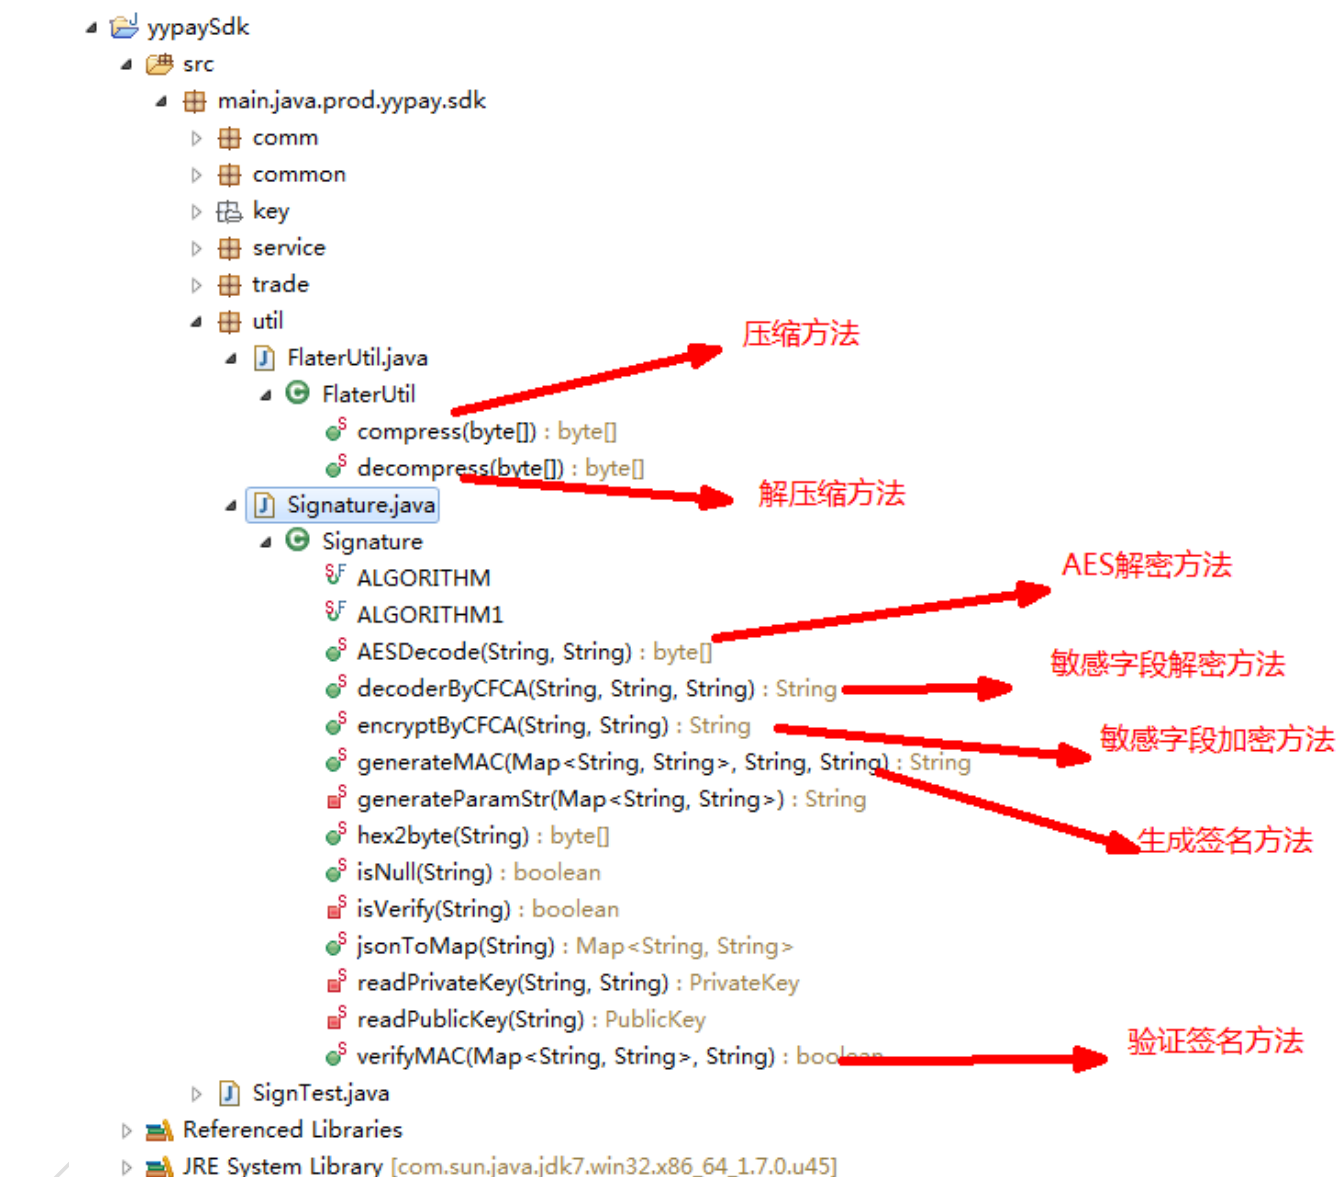 yypaySdk
src
main.java.prod.yypay.sdk
comm
common
key
service
trade
util
压缩方法
FlaterUtil.java
FlaterUtil
compress(byte[]) : byte[]
decompress(byte[]) : byte[]
解压缩方法
Signature.java
Signature
AES解密方法
ALGORITHM
ALGORITHM1
AESDecode(String, String) : byte[]
敏感字段解密方法
decoderByCFCA(String, String, String) : String
encryptByCFCA(String, String) : String
敏感字段加密方法
generateMAC(Map<String, String>, String, String) : String
generateParamStr(Map<String, String>) : String
hex2byte(String) : byte[]
生成签名方法
isNull(String) : boolean
isVerify(String) : boolean
jsonToMap(String) : Map<String, String>
readPrivateKey(String, String) : PrivateKey
readPublicKey(String) : PublicKey
验证签名方法
verifyMAC(Map<String, String>, String) : boolean
SignTest.java
Referenced Libraries
JRE System Library [com.sun.java.jdk7.win32.x86_64_1.7.0.u45]